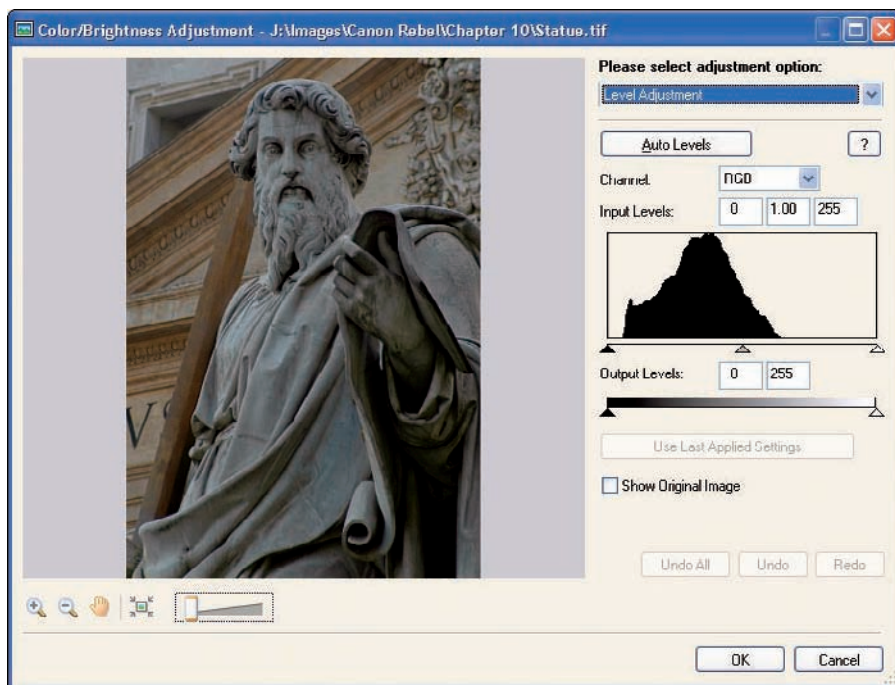 Color/Brightness Adjustment - J:\Images\Canon Rebel\Chapter 10\Statue.tif
Please select adjustment option:
Level Adjustment
Auto Levels
?
Channel: RGB
Input Levels: 0 1.00 255
Output Levels: 0 255
Use Last Applied Settings
Show Original Image
Undo All Undo Redo
OK Cancel